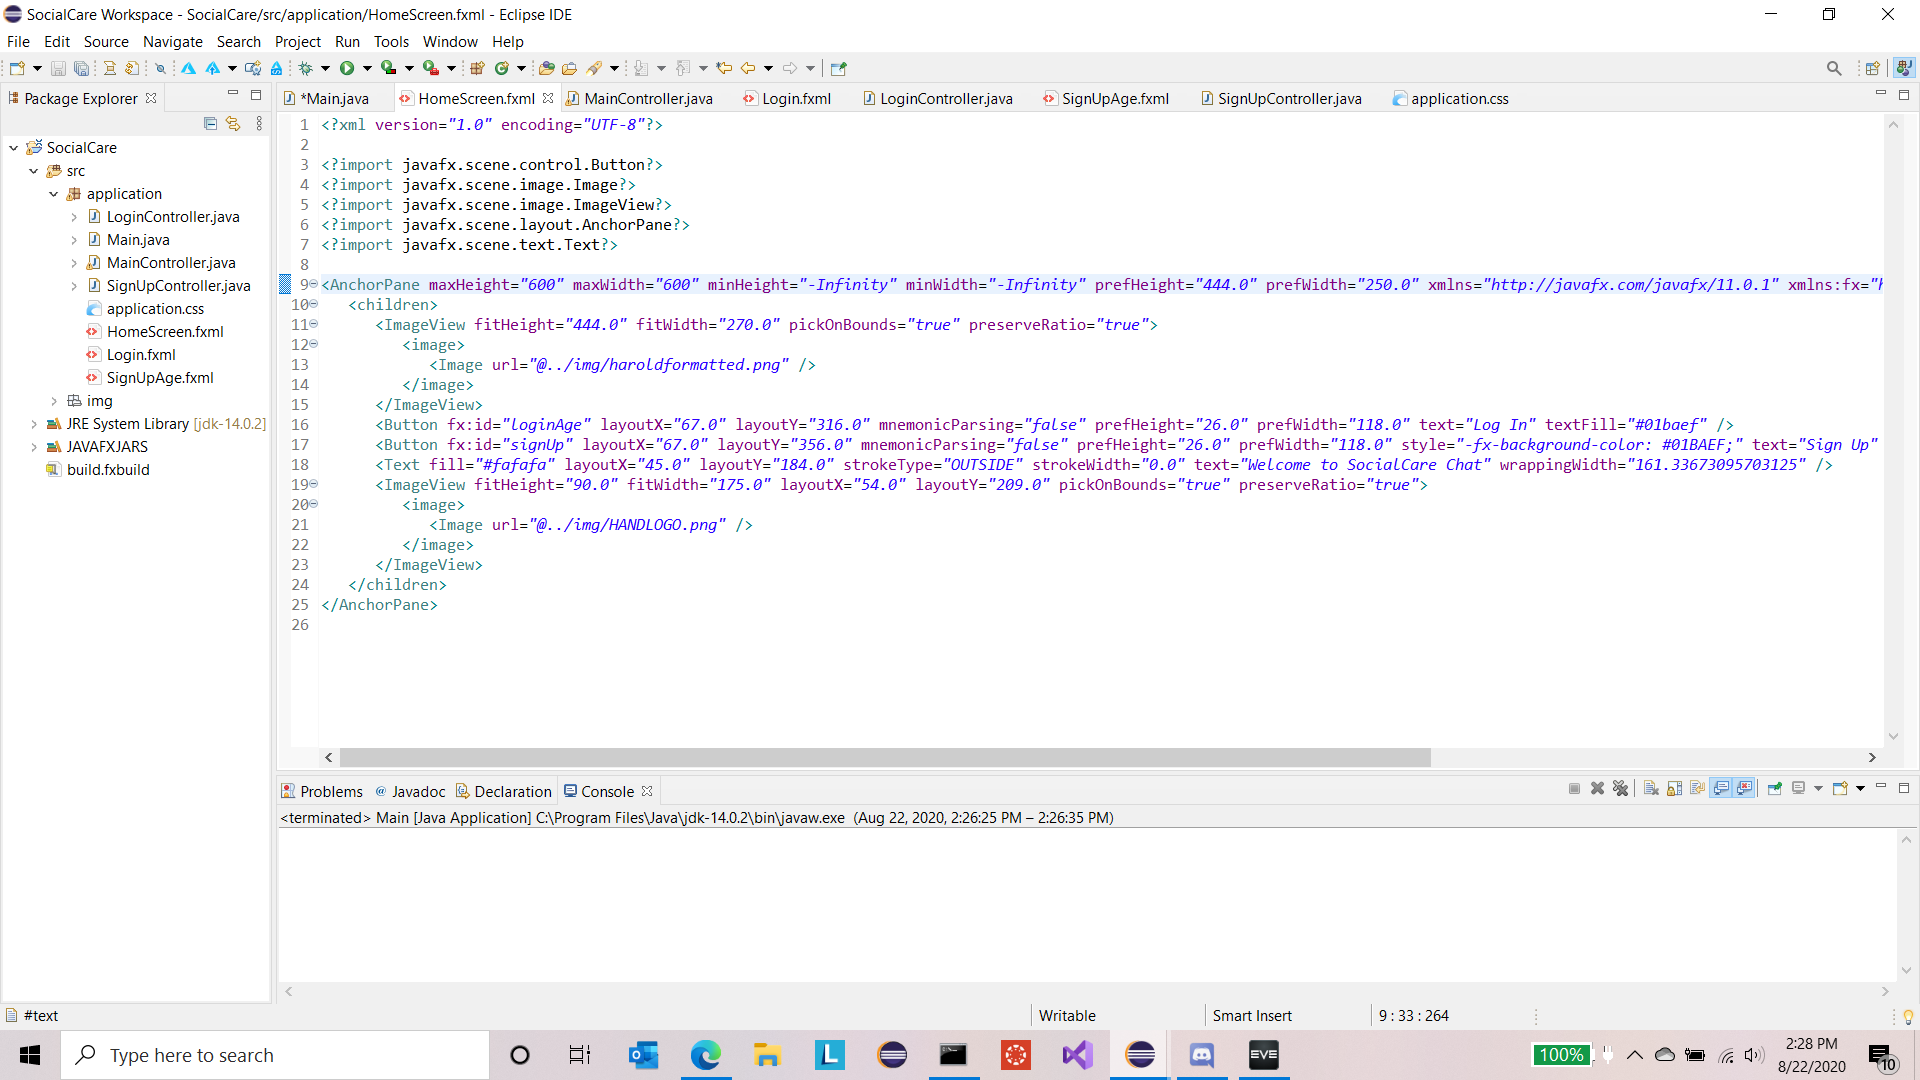 SocialCare Workspace - SocialCare/src/application/HomeScreen.fxml - Eclipse IDE
File Edit Source Navigate Search Project Run Tools Window Help
Package Explorer
*Main.java HomeScreen.fxml MainController.java Login.fxml LoginController.java SignUpAge.fxml SignUpController.java application.css
SocialCare
src
application
LoginController.java
Main.java
MainController.java
SignUpController.java
application.css
HomeScreen.fxml
Login.fxml
SignUpAge.fxml
img
JRE System Library [jdk-14.0.2]
JAVAFXJARS
build.fxbuild
1 <?xml version="1.0" encoding="UTF-8"?>
2
3 <?import javafx.scene.control.Button?>
4 <?import javafx.scene.image.Image?>
5 <?import javafx.scene.image.ImageView?>
6 <?import javafx.scene.layout.AnchorPane?>
7 <?import javafx.scene.text.Text?>
8
9 <AnchorPane maxHeight="600" maxWidth="600" minHeight="-Infinity" minWidth="-Infinity" prefHeight="444.0" prefWidth="250.0" xmlns="http://javafx.com/javafx/11.0.1" xmlns:fx="
10 <children>
11 <ImageView fitHeight="444.0" fitWidth="270.0" pickOnBounds="true" preserveRatio="true">
12 <image>
13 <Image url="@../img/haroldformatted.png" />
14 </image>
15 </ImageView>
16 <Button fx:id="loginAge" layoutX="67.0" layoutY="316.0" mnemonicParsing="false" prefHeight="26.0" prefWidth="118.0" text="Log In" textFill="#01baef" />
17 <Button fx:id="signUp" layoutX="67.0" layoutY="356.0" mnemonicParsing="false" prefHeight="26.0" prefWidth="118.0" style="-fx-background-color: #01BAEF;" text="Sign Up"
18 <Text fill="#fafafa" layoutX="45.0" layoutY="184.0" strokeType="OUTSIDE" strokeWidth="0.0" text="Welcome to SocialCare Chat" wrappingWidth="161.33673095703125" />
19 <ImageView fitHeight="90.0" fitWidth="175.0" layoutX="54.0" layoutY="209.0" pickOnBounds="true" preserveRatio="true">
20 <image>
21 <Image url="@../img/HANDLOGO.png" />
22 </image>
23 </ImageView>
24 </children>
25 </AnchorPane>
26
Problems @ Javadoc Declaration Console
<terminated> Main [Java Application] C:\Program Files\Java\jdk-14.0.2\bin\javaw.exe (Aug 22, 2020, 2:26:25 PM – 2:26:35 PM)
#text Writable Smart Insert 9 : 33 : 264
Type here to search
L
EVE
100%
2:28 PM
8/22/2020
10